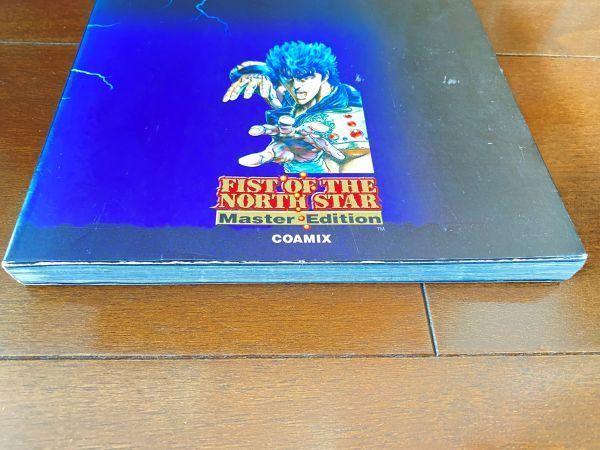 FIST OF THE
NORTH STAR
Master Edition
TM
COAMIX